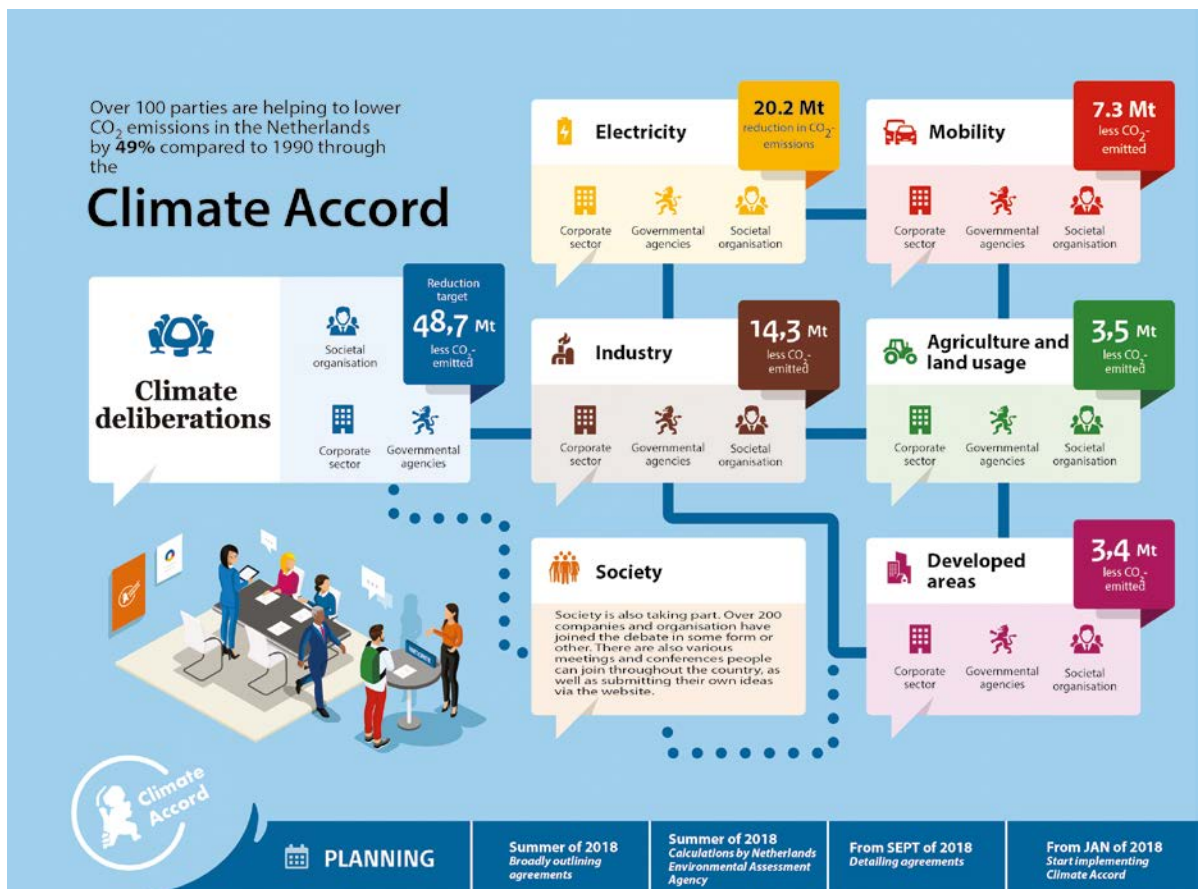 Over 100 parties are helping to lower
CO2 emissions in the Netherlands
by 49% compared to 1990 through
the
Climate Accord
Climate
deliberations
Societal
organisation
Corporate
sector
Governmental
agencies
Reduction
target
48,7 Mt
less CO2-
emitted
Electricity
20.2 Mt
reduction in CO2-
emissions
Corporate
sector
Governmental
agencies
Societal
organisation
Mobility
7.3 Mt
less CO2-
emitted
Corporate
sector
Governmental
agencies
Societal
organisation
Industry
14,3 Mt
less CO2-
emitted
Corporate
sector
Governmental
agencies
Societal
organisation
Agriculture and
land usage
3,5 Mt
less CO2-
emitted
Corporate
sector
Governmental
agencies
Societal
organisation
Society
Society is also taking part. Over 200
companies and organisation have
joined the debate in some form or
other. There are also various
meetings and conferences people
can join throughout the country, as
well as submitting their own ideas
via the website.
Developed
areas
3,4 Mt
less CO2-
emitted
Corporate
sector
Governmental
agencies
Societal
organisation
Climate
Accord
PLANNING
Summer of 2018
Broadly outlining
agreements
Summer of 2018
Calculations by Netherlands
Environmental Assessment
Agency
From SEPT of 2018
Detailing agreements
From JAN of 2018
Start implementing
Climate Accord